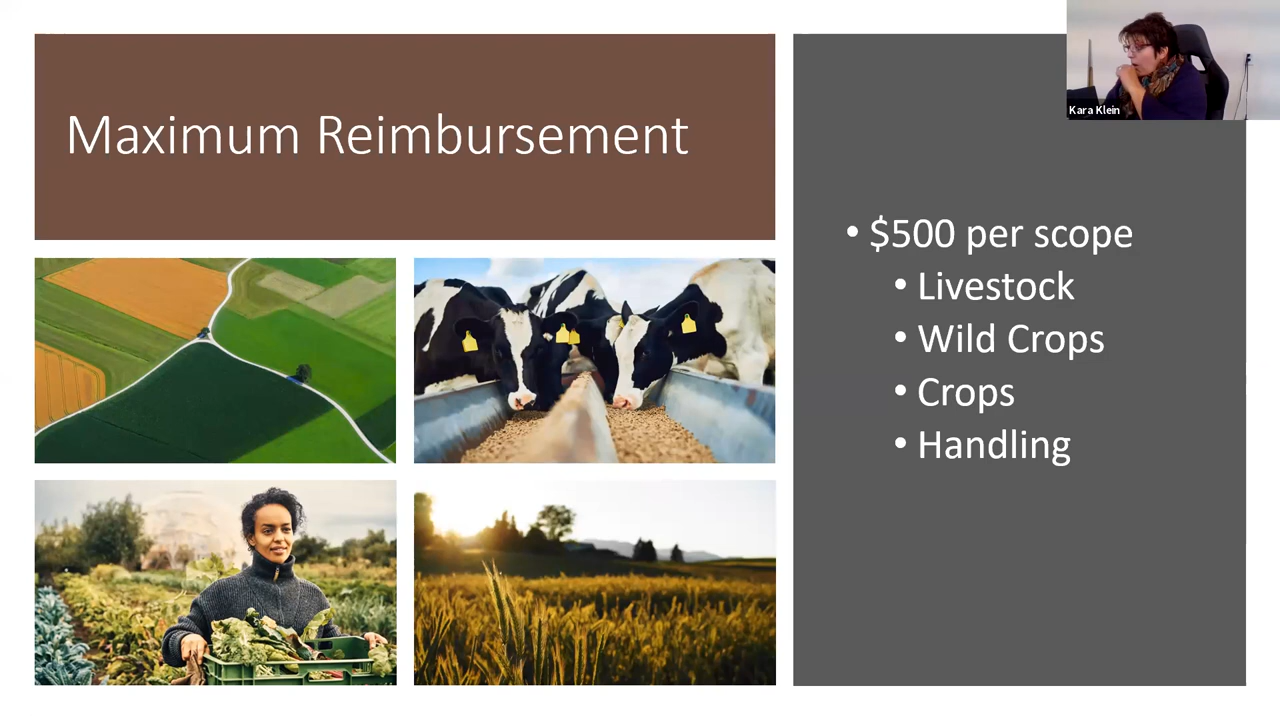 Maximum Reimbursement
Kara Klein
• $500 per scope
• Livestock
• Wild Crops
• Crops
• Handling